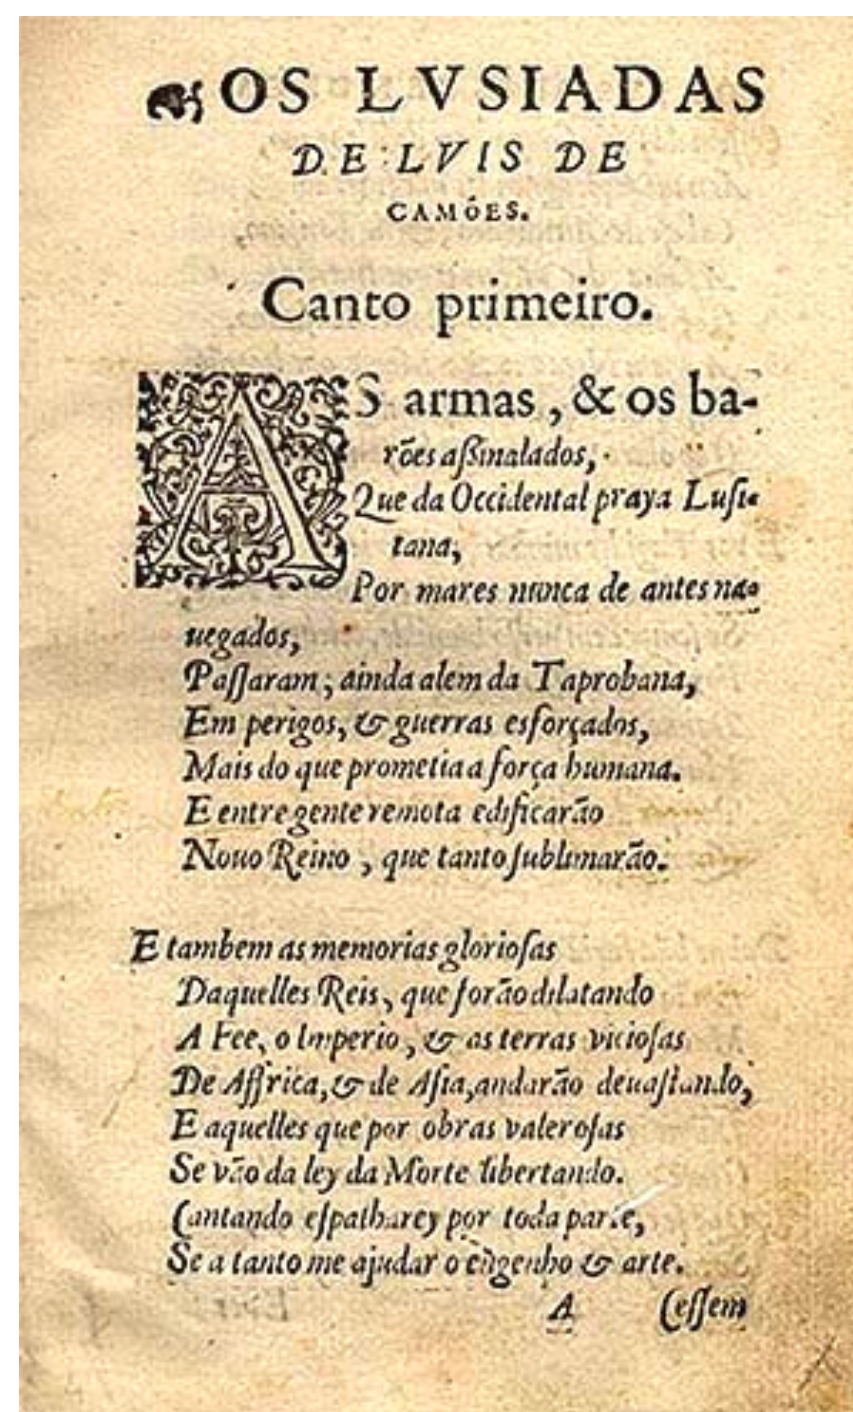 OS LVSIADAS
DE LVIS DE
CAMÕES.
Canto primeiro.
AS armas, & os ba-
rões aßinalados,
Que da Occidental praya Luſi-
tana,
Por mares nunca de antes na-
uegados,
Paſſaram, ainda alem da Taprobana,
Em perigos, & guerras esforçados,
Mais do que prometia a força humana.
E entre gente remota edificarão
Nouo Reino, que tanto ſublimarão.
E tambem as memorias glorioſas
Daquelles Reis, que forão dilatando
A Fee, o Imperio, & as terras vicioſas
De Affrica, & de Aſia, andarão deuaſtando,
E aquelles que por obras valeroſas
Se vão da ley da Morte libertando.
Cantando eſpalharey por toda parte,
Se a tanto me ajudar o engenho & arte.
A Ceſſem